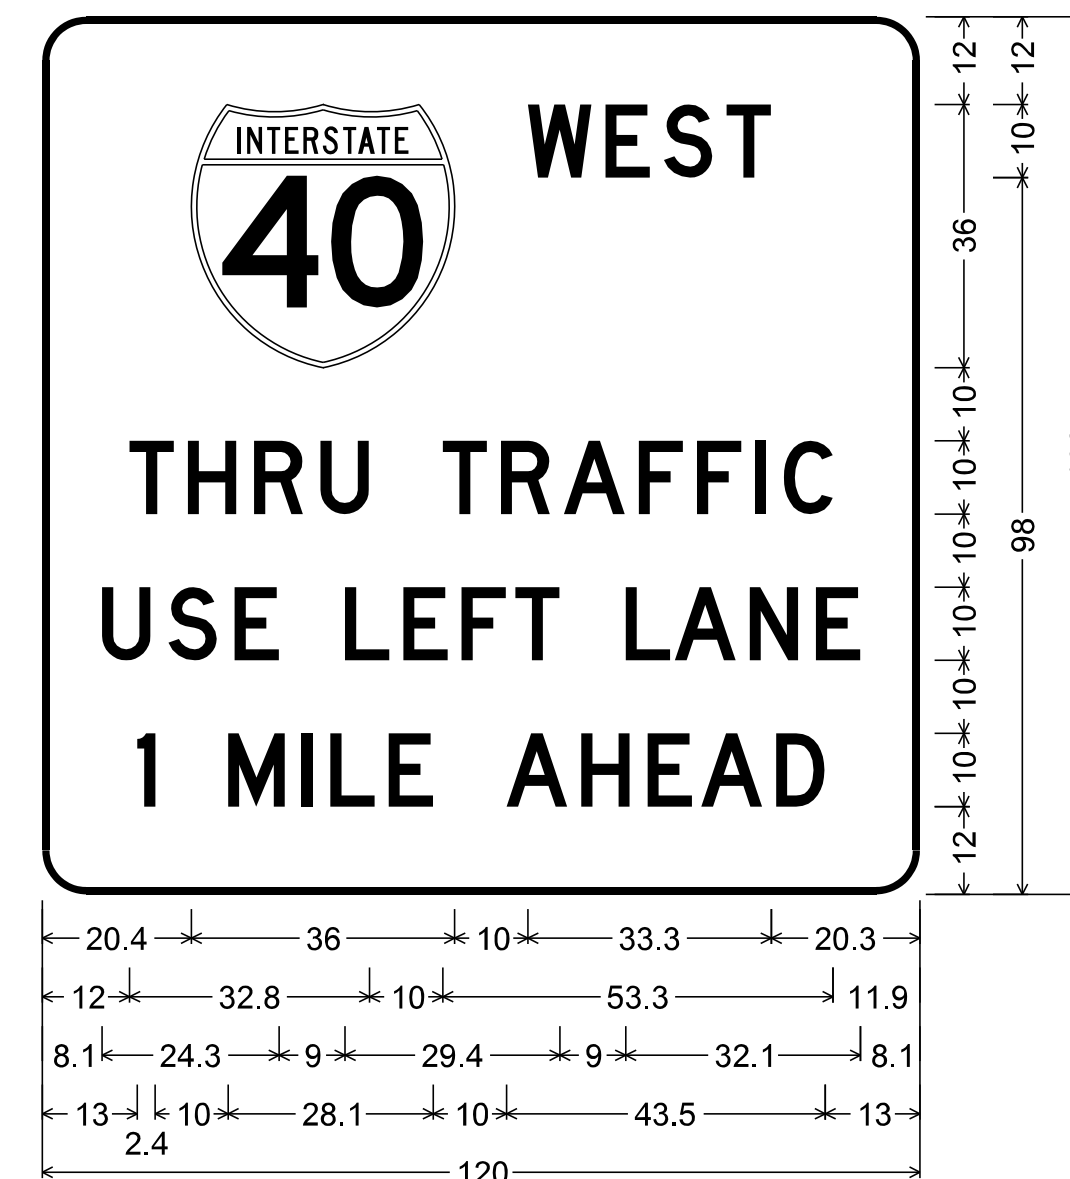 INTERSTATE
40
WEST
THRU TRAFFIC
USE LEFT LANE
1 MILE AHEAD
12 36 10 10 10 10 10 10 12
12 10 98
20.4 36 10 33.3 20.3
12 32.8 10 53.3 11.9
8.1 24.3 9 29.4 9 32.1 8.1
13 2.4 10 28.1 10 43.5 13
120